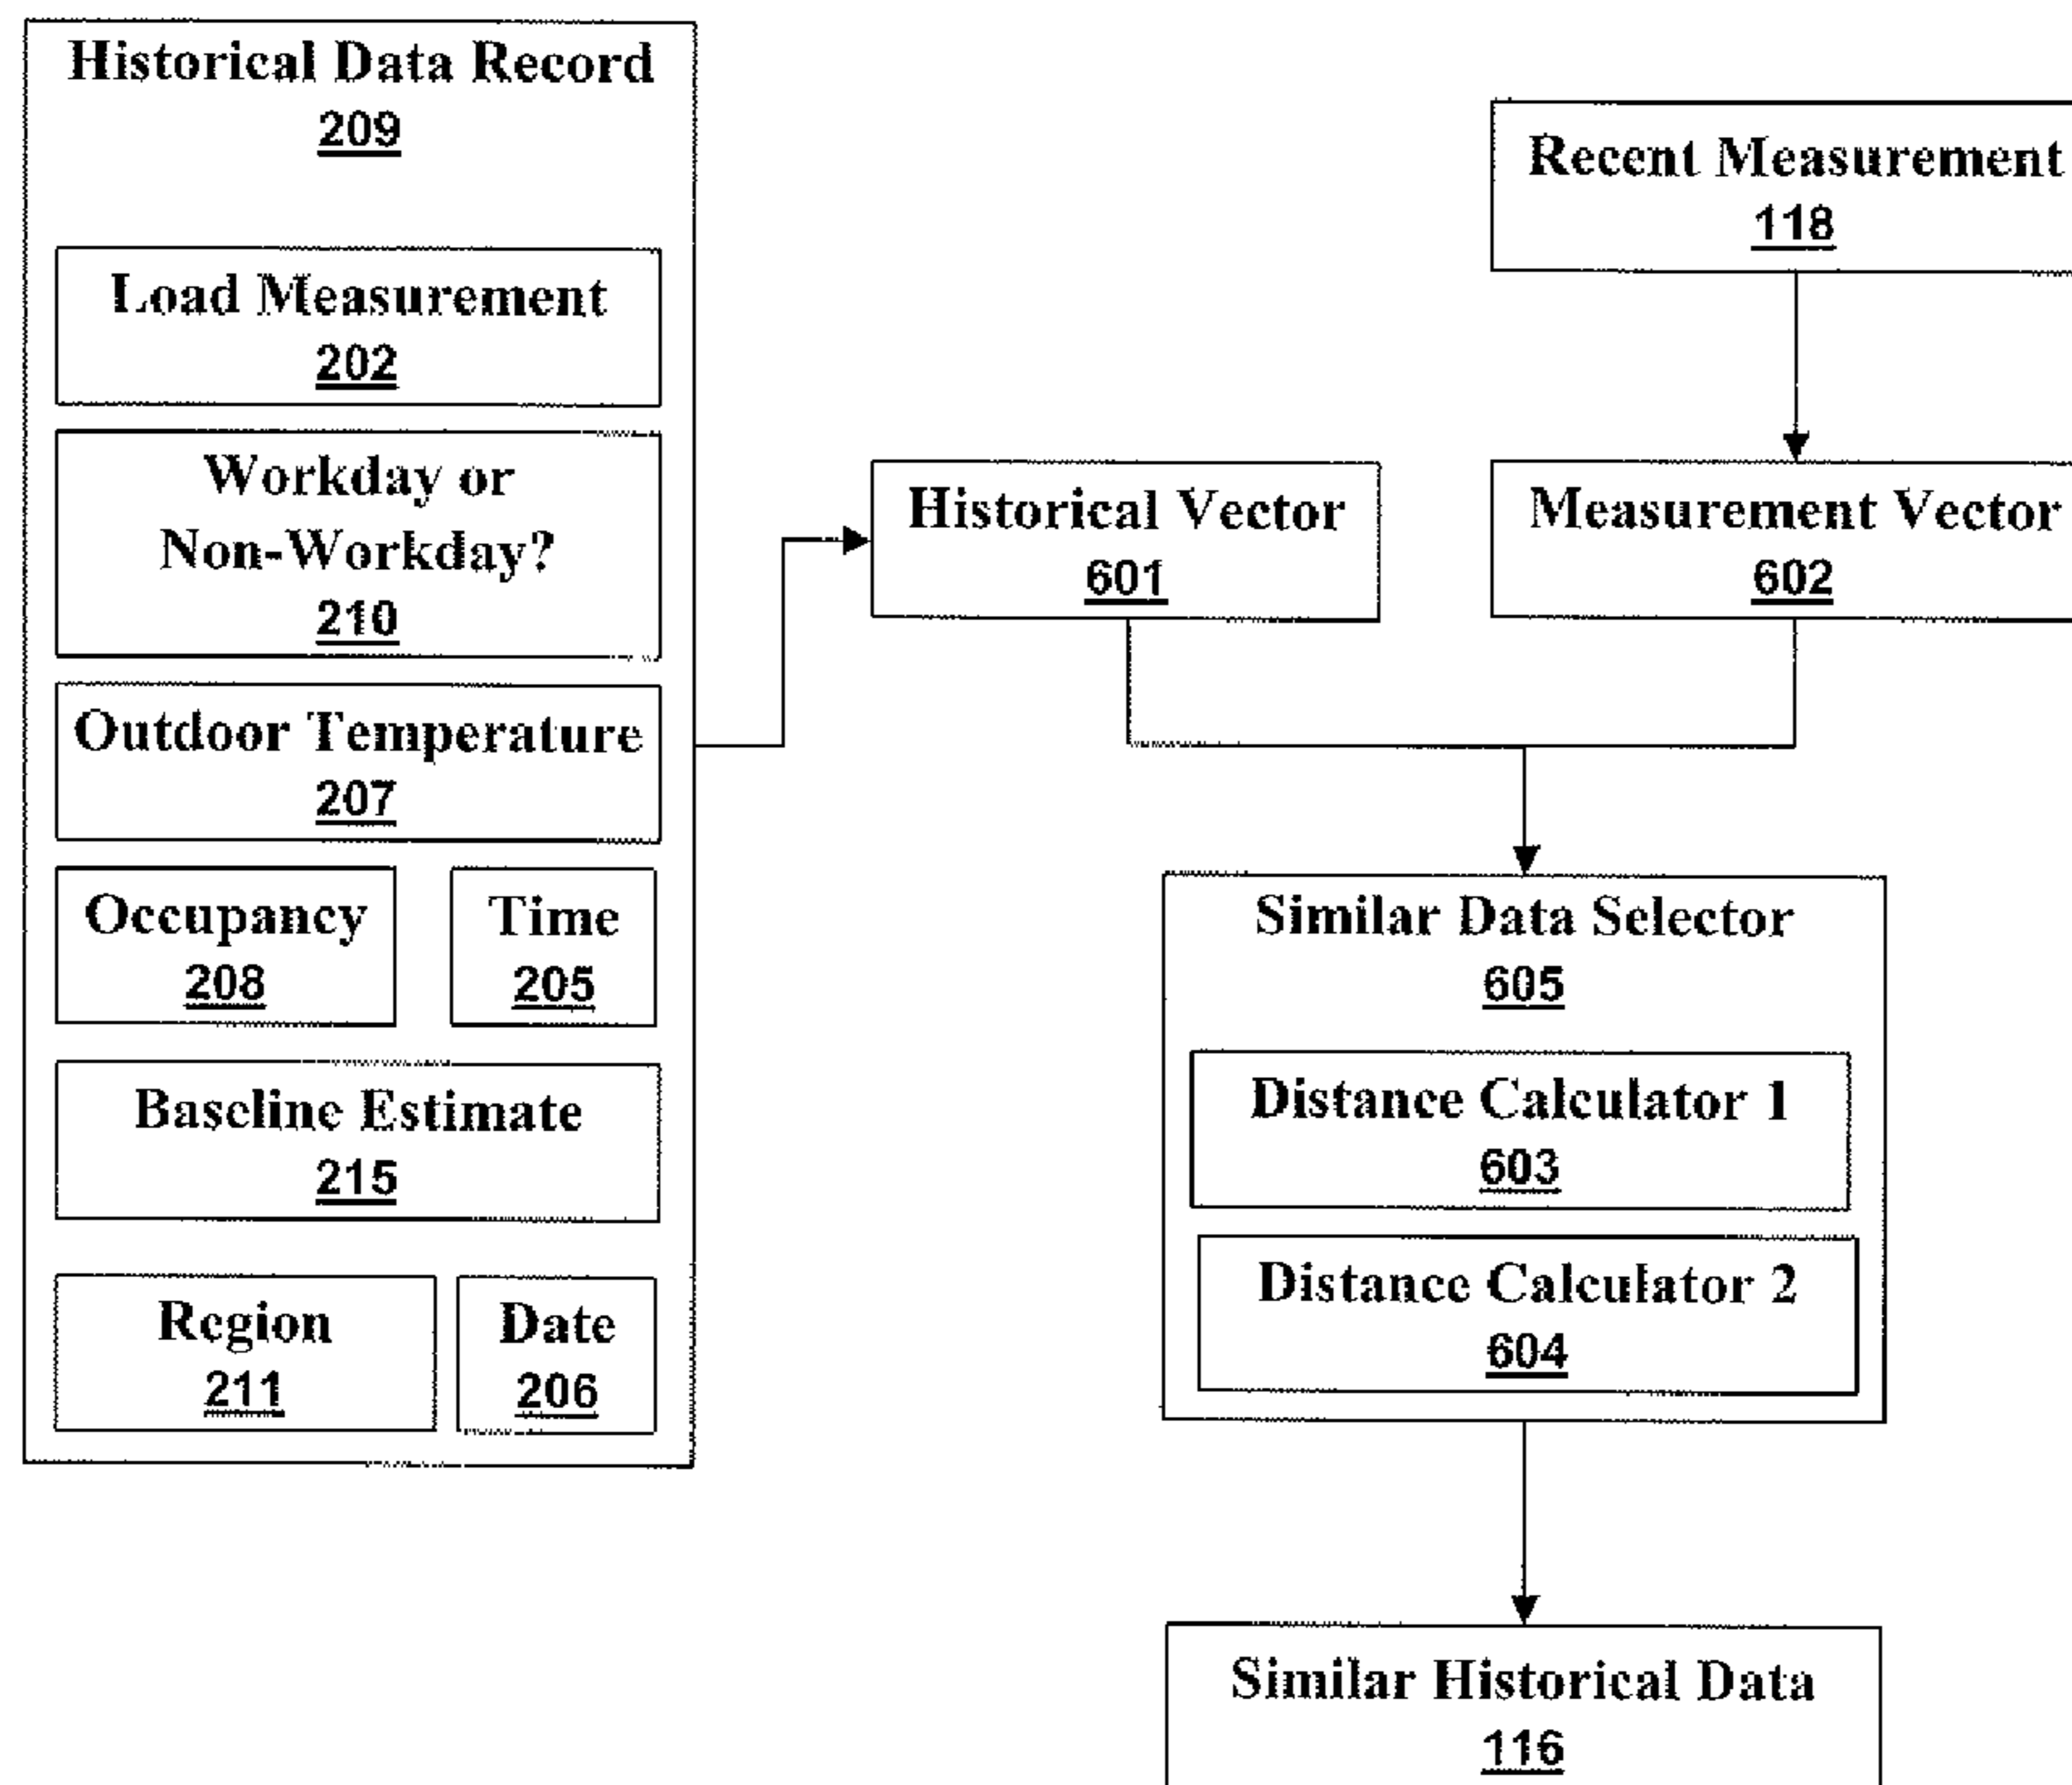 Historical Data Record
209
Load Measurement
202
Workday or
Non-Workday?
210
Outdoor Temperature
207
Occupancy
208
Time
205
Baseline Estimate
215
Region
211
Date
206
Recent Measurement
118
Historical Vector
601
Measurement Vector
602
Similar Data Selector
605
Distance Calculator 1
603
Distance Calculator 2
604
Similar Historical Data
116